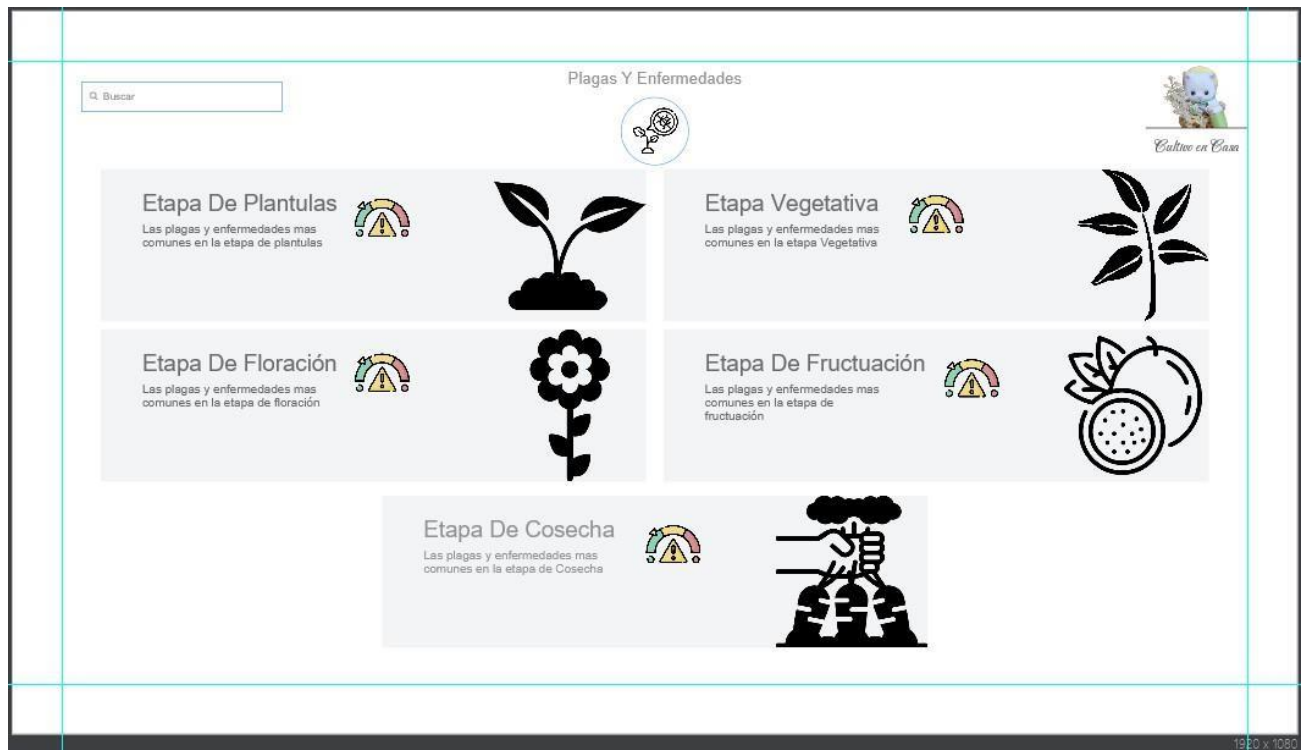 Plagas Y Enfermedades
Buscar
Cultivo en Casa
Etapa De Plantulas
Las plagas y enfermedades mas
comunes en la etapa de plantulas
Etapa Vegetativa
Las plagas y enfermedades mas
comunes en la etapa Vegetativa
Etapa De Floración
Las plagas y enfermedades mas
comunes en la etapa de floración
Etapa De Fructuación
Las plagas y enfermedades mas
comunes en la etapa de
fructuación
Etapa De Cosecha
Las plagas y enfermedades mas
comunes en la etapa de Cosecha
1920 x 1080